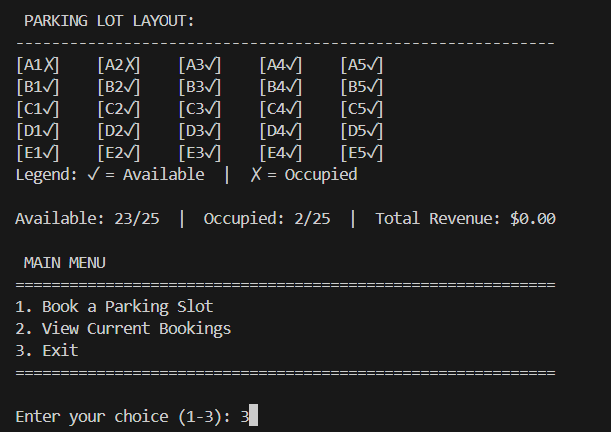 PARKING LOT LAYOUT:
------------------------------------------------------------
[A1✗]    [A2✗]    [A3✓]    [A4✓]    [A5✓]
[B1✓]    [B2✓]    [B3✓]    [B4✓]    [B5✓]
[C1✓]    [C2✓]    [C3✓]    [C4✓]    [C5✓]
[D1✓]    [D2✓]    [D3✓]    [D4✓]    [D5✓]
[E1✓]    [E2✓]    [E3✓]    [E4✓]    [E5✓]
Legend: ✓ = Available  |  ✗ = Occupied
Available: 23/25  |  Occupied: 2/25  |  Total Revenue: $0.00
MAIN MENU
============================================================
1. Book a Parking Slot
2. View Current Bookings
3. Exit
============================================================
Enter your choice (1-3): 3